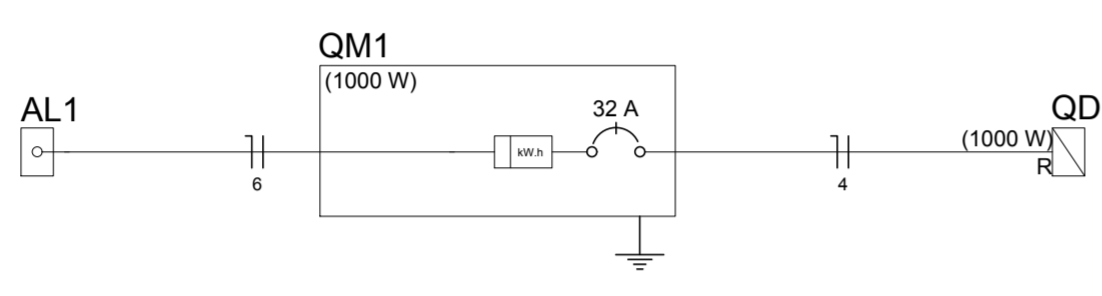 QM1
(1000 W)
AL1
32 A
QD
kW.h
(1000 W)
R
6
4